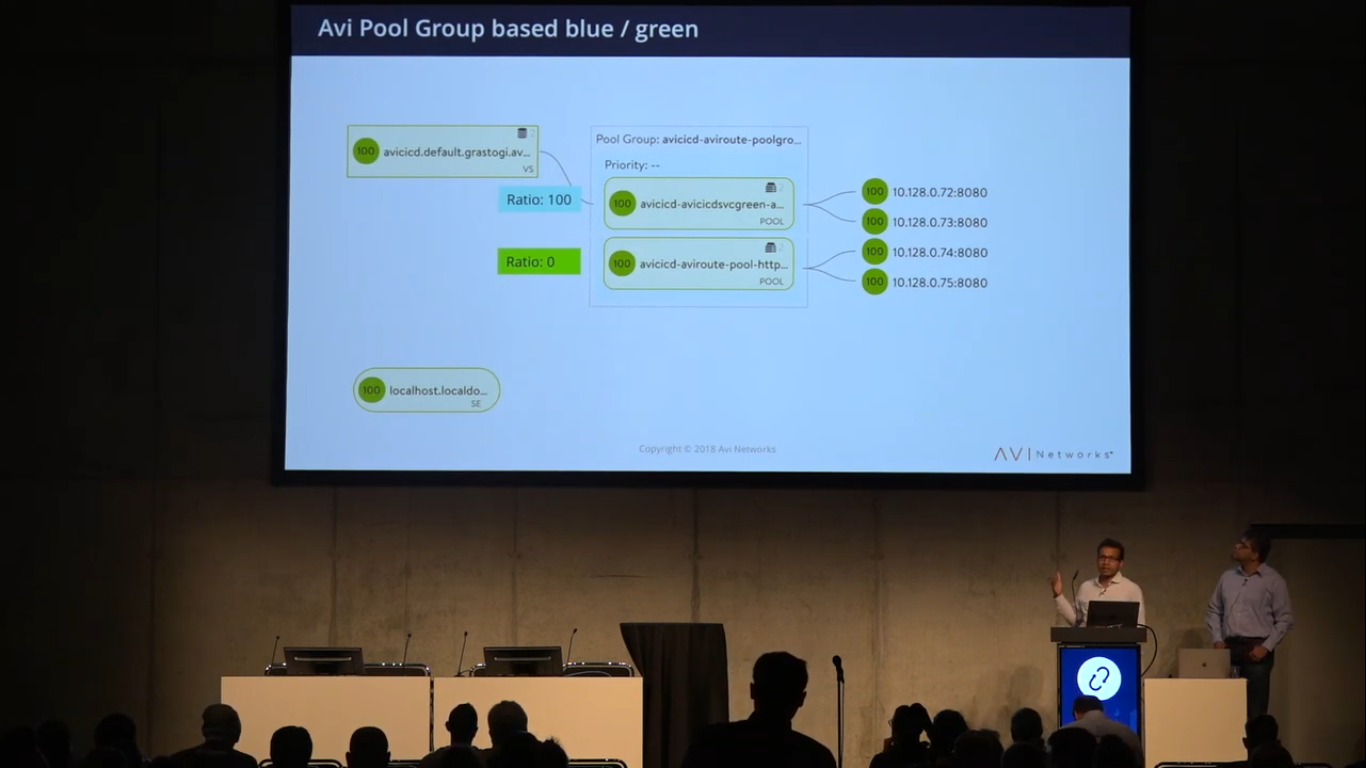 Avi Pool Group based blue / green
100
avicicd.default.grastogi.av...
VS
Pool Group: avicicd-aviroute-poolgro...
Priority: --
Ratio: 100
100
avicicd-avicicdsvcgreen-a...
POOL
100 10.128.0.72:8080
100 10.128.0.73:8080
Ratio: 0
100
avicicd-aviroute-pool-http...
POOL
100 10.128.0.74:8080
100 10.128.0.75:8080
100
localhost.localdo...
SE
Copyright © 2018 Avi Networks
AVI Networks